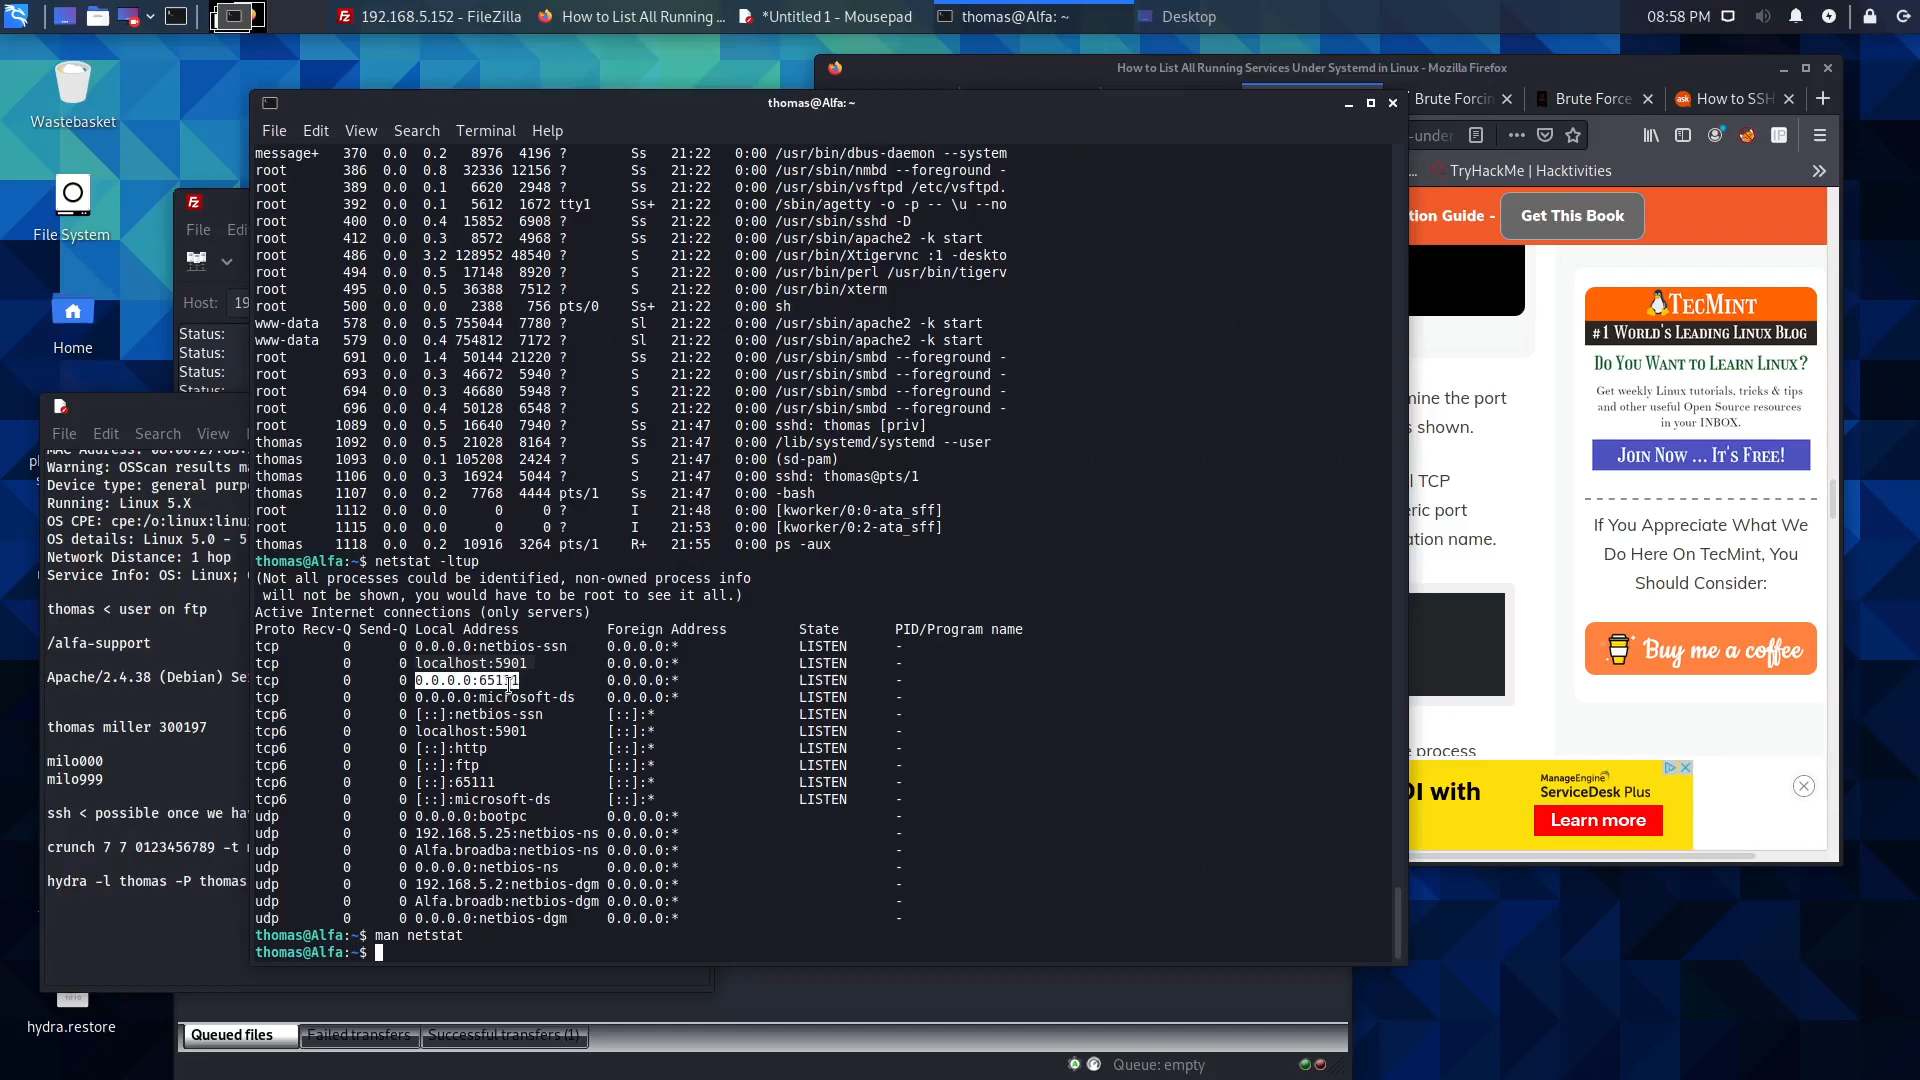 192.168.5.152 - FileZilla
How to List All Running ...
*Untitled 1 - Mousepad
thomas@Alfa: ~
Desktop
08:58 PM
Wastebasket
File System
Home
hydra.restore
How to List All Running Services Under Systemd in Linux - Mozilla Firefox
Brute Forcin
Brute Force
How to SSH
-under
TryHackMe | Hacktivities
tion Guide -
Get This Book
TECMINT
#1 WORLD'S LEADING LINUX BLOG
DO YOU WANT TO LEARN LINUX?
Get weekly Linux tutorials, tricks & tips
and other useful Open Source resources
in your INBOX.
JOIN NOW ... IT'S FREE!
If You Appreciate What We
Do Here On TecMint, You
Should Consider:
Buy me a coffee
mine the port
s shown.
l TCP
eric port
ation name.
e process
DI with
ManageEngine
ServiceDesk Plus
Learn more
File Edi
Host: 19
Status:
Status:
Status:
Status:
File Edit Search View
Warning: OSScan results m
Device type: general purp
Running: Linux 5.X
OS CPE: cpe:/o:linux:linu
OS details: Linux 5.0 - 5
Network Distance: 1 hop
Service Info: OS: Linux;
thomas < user on ftp
/alfa-support
Apache/2.4.38 (Debian) Se
thomas miller 300197
milo000
milo999
ssh < possible once we ha
crunch 7 7 0123456789 -t
hydra -l thomas -P thomas
thomas@Alfa: ~
File Edit View Search Terminal Help
message+ 370 0.0 0.2 8976 4196 ? Ss 21:22 0:00 /usr/bin/dbus-daemon --system
root 386 0.0 0.8 32336 12156 ? Ss 21:22 0:00 /usr/sbin/nmbd --foreground -
root 389 0.0 0.1 6620 2948 ? Ss 21:22 0:00 /usr/sbin/vsftpd /etc/vsftpd.
root 392 0.0 0.1 5612 1672 tty1 Ss+ 21:22 0:00 /sbin/agetty -o -p -- \u --no
root 400 0.0 0.4 15852 6908 ? Ss 21:22 0:00 /usr/sbin/sshd -D
root 412 0.0 0.3 8572 4968 ? Ss 21:22 0:00 /usr/sbin/apache2 -k start
root 486 0.0 3.2 128952 48540 ? S 21:22 0:00 /usr/bin/Xtigervnc :1 -deskto
root 494 0.0 0.5 17148 8920 ? S 21:22 0:00 /usr/bin/perl /usr/bin/tigerv
root 495 0.0 0.5 36388 7512 ? S 21:22 0:00 /usr/bin/xterm
root 500 0.0 0.0 2388 756 pts/0 Ss+ 21:22 0:00 sh
www-data 578 0.0 0.5 755044 7780 ? Sl 21:22 0:00 /usr/sbin/apache2 -k start
www-data 579 0.0 0.4 754812 7172 ? Sl 21:22 0:00 /usr/sbin/apache2 -k start
root 691 0.0 1.4 50144 21220 ? Ss 21:22 0:00 /usr/sbin/smbd --foreground -
root 693 0.0 0.3 46672 5940 ? S 21:22 0:00 /usr/sbin/smbd --foreground -
root 694 0.0 0.3 46680 5948 ? S 21:22 0:00 /usr/sbin/smbd --foreground -
root 696 0.0 0.4 50128 6548 ? S 21:22 0:00 /usr/sbin/smbd --foreground -
root 1089 0.0 0.5 16640 7940 ? Ss 21:47 0:00 sshd: thomas [priv]
thomas 1092 0.0 0.5 21028 8164 ? Ss 21:47 0:00 /lib/systemd/systemd --user
thomas 1093 0.0 0.1 105208 2424 ? S 21:47 0:00 (sd-pam)
thomas 1106 0.0 0.3 16924 5044 ? S 21:47 0:00 sshd: thomas@pts/1
thomas 1107 0.0 0.2 7768 4444 pts/1 Ss 21:47 0:00 -bash
root 1112 0.0 0.0 0 0 ? I 21:48 0:00 [kworker/0:0-ata_sff]
root 1115 0.0 0.0 0 0 ? I 21:53 0:00 [kworker/0:2-ata_sff]
thomas 1118 0.0 0.2 10916 3264 pts/1 R+ 21:55 0:00 ps -aux
thomas@Alfa:~$ netstat -ltup
(Not all processes could be identified, non-owned process info
will not be shown, you would have to be root to see it all.)
Active Internet connections (only servers)
Proto Recv-Q Send-Q Local Address Foreign Address State PID/Program name
tcp 0 0 0.0.0.0:netbios-ssn 0.0.0.0:* LISTEN -
tcp 0 0 localhost:5901 0.0.0.0:* LISTEN -
tcp 0 0 0.0.0.0:65111 0.0.0.0:* LISTEN -
tcp 0 0 0.0.0.0:microsoft-ds 0.0.0.0:* LISTEN -
tcp6 0 0 [::]:netbios-ssn [::]:* LISTEN -
tcp6 0 0 localhost:5901 [::]:* LISTEN -
tcp6 0 0 [::]:http [::]:* LISTEN -
tcp6 0 0 [::]:ftp [::]:* LISTEN -
tcp6 0 0 [::]:65111 [::]:* LISTEN -
tcp6 0 0 [::]:microsoft-ds [::]:* LISTEN -
udp 0 0 0.0.0.0:bootpc 0.0.0.0:* -
udp 0 0 192.168.5.25:netbios-ns 0.0.0.0:* -
udp 0 0 Alfa.broadba:netbios-ns 0.0.0.0:* -
udp 0 0 0.0.0.0:netbios-ns 0.0.0.0:* -
udp 0 0 192.168.5.2:netbios-dgm 0.0.0.0:* -
udp 0 0 Alfa.broadb:netbios-dgm 0.0.0.0:* -
udp 0 0 0.0.0.0:netbios-dgm 0.0.0.0:* -
thomas@Alfa:~$ man netstat
thomas@Alfa:~$
Queued files Failed transfers Successful transfers (1)
Queue: empty